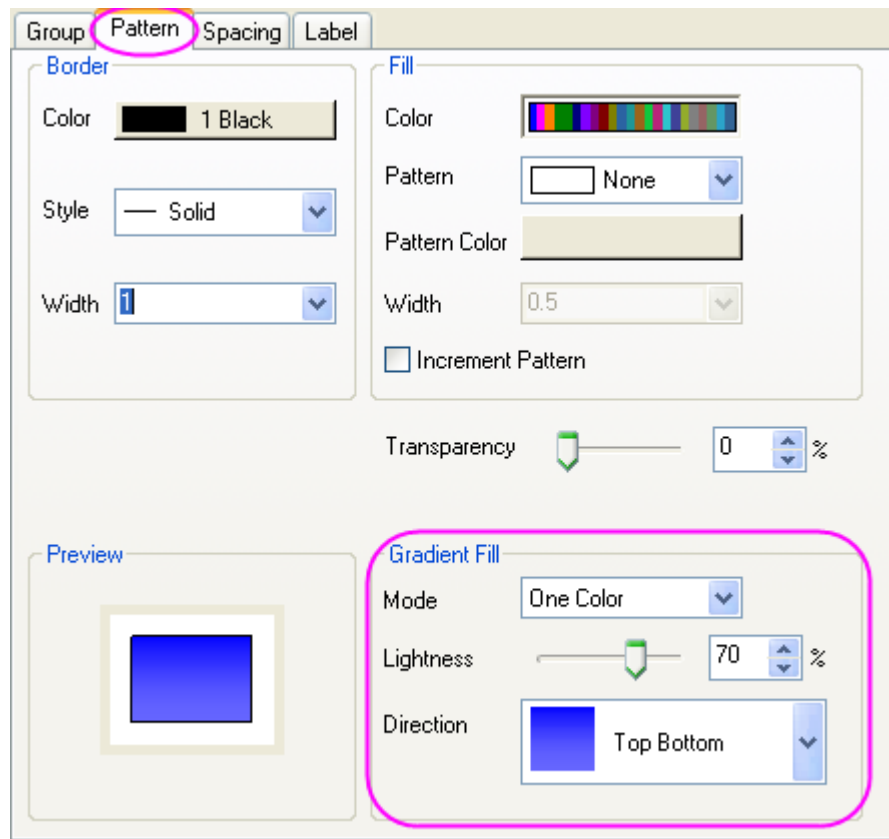 Group Pattern Spacing Label
Border
Color 1 Black
Style Solid
Width 1
Fill
Color
Pattern None
Pattern Color
Width 0.5
Increment Pattern
Transparency 0 %
Preview
Gradient Fill
Mode One Color
Lightness 70 %
Direction Top Bottom